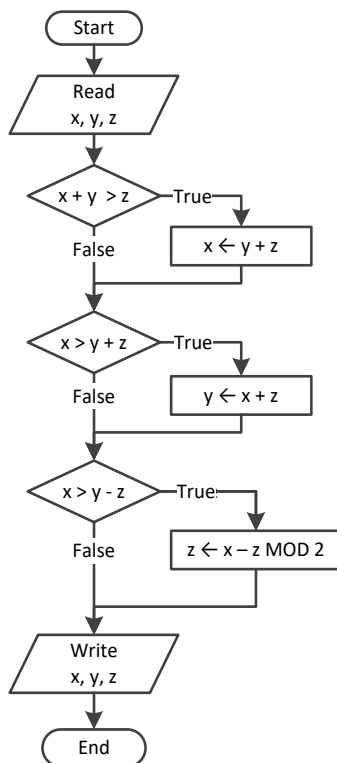 Start
Read
x, y, z
x + y > z
True
False
x ← y + z
x > y + z
True
False
y ← x + z
x > y - z
True
False
z ← x – z MOD 2
Write
x, y, z
End